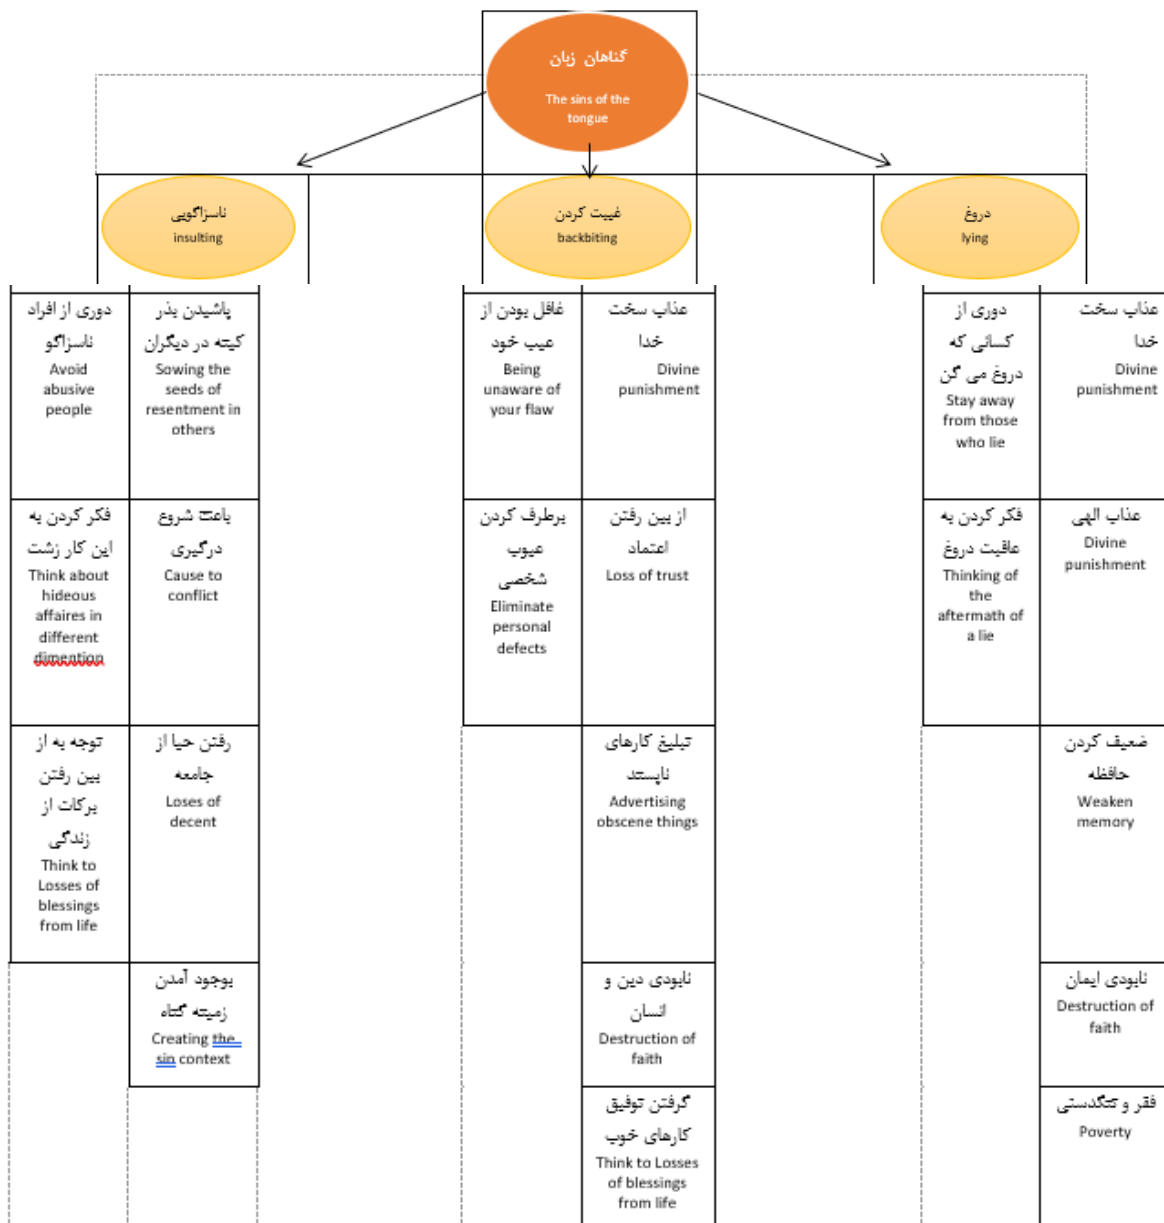 گناهان زبان
The sins of the
tongue
ناسزاگویی
insulting
غیبت کردن
backbiting
دروغ
lying
دوری از افراد
ناسزاگو
Avoid
abusive
people
پاشیدن بذر
کینه در دیگران
Sowing the
seeds of
resentment in
others
غافل بودن از
عیب خود
Being
unaware of
your flaw
عذاب سخت
خدا
Divine
punishment
دوری از
کسانی که
دروغ می گن
Stay away
from those
who lie
عذاب سخت
خدا
Divine
punishment
فکر کردن به
این کار زشت
Think about
hideous
affaires in
different
dimention
باعث شروع
درگیری
Cause to
conflict
برطرف کردن
عیوب
شخصی
Eliminate
personal
defects
از بین رفتن
اعتماد
Loss of trust
فکر کردن به
عاقبت دروغ
Thinking of
the
aftermath of
a lie
عذاب الهی
Divine
punishment
توجه به از
بین رفتن
برکات از
زندگی
Think to
Losses of
blessings
from life
رفتن حیا از
جامعه
Loses of
decent
تبلیغ کارهای
ناپسند
Advertising
obscene things
ضعیف کردن
حافظه
Weaken
memory
بوجود آمدن
زمینه گناه
Creating the
sin context
نابودی دین و
انسان
Destruction of
faith
نابودی ایمان
Destruction of
faith
گرفتن توفیق
کارهای خوب
Think to Losses
of blessings
from life
فقر و تنگدستی
Poverty